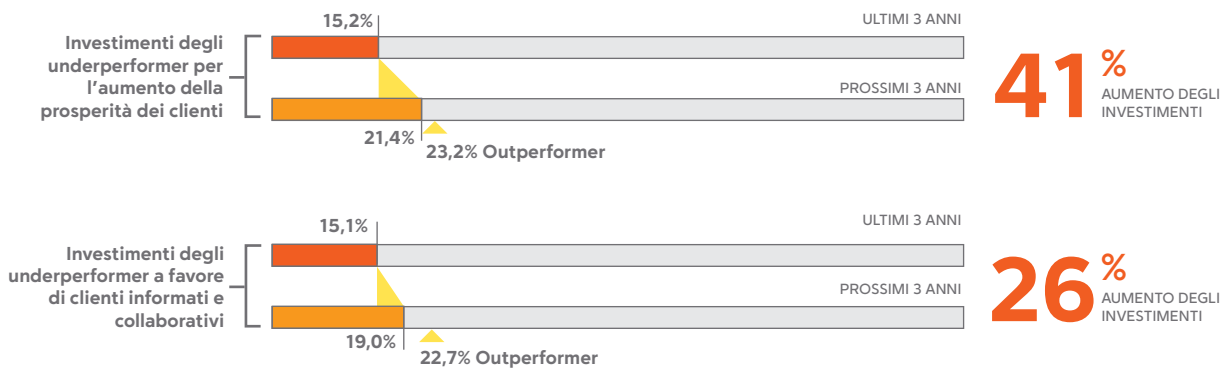 15,2%
ULTIMI 3 ANNI
Investimenti degli
underperformer per
l'aumento della
prosperità dei clienti
PROSSIMI 3 ANNI
21,4%
23,2% Outperformer
41%
AUMENTO DEGLI
INVESTIMENTI
15,1%
ULTIMI 3 ANNI
Investimenti degli
underperformer a favore
di clienti informati e
collaborativi
PROSSIMI 3 ANNI
19,0%
22,7% Outperformer
26%
AUMENTO DEGLI
INVESTIMENTI